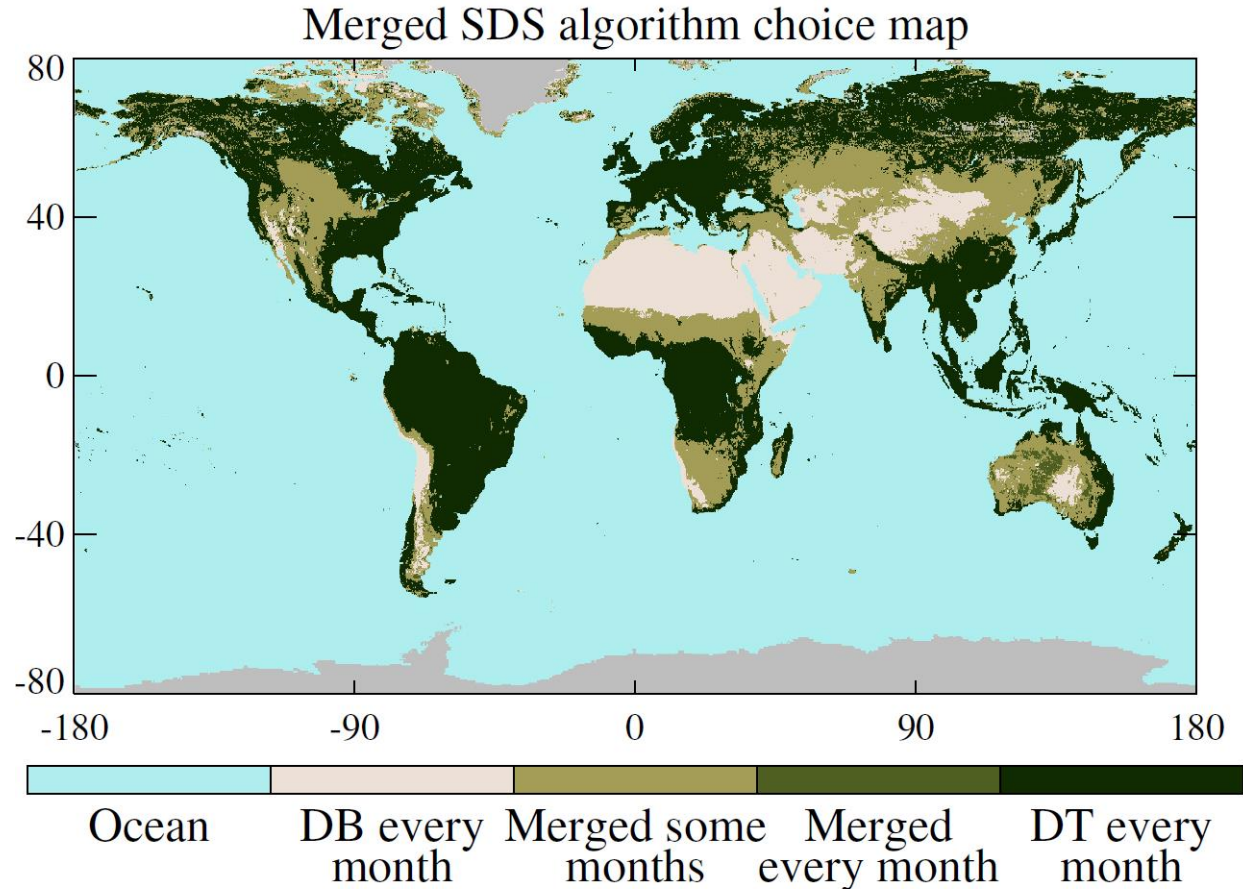 Merged SDS algorithm choice map
80
40
0
-40
-80
-180 -90 0 90 180
Ocean DB every month Merged some months Merged every month DT every month